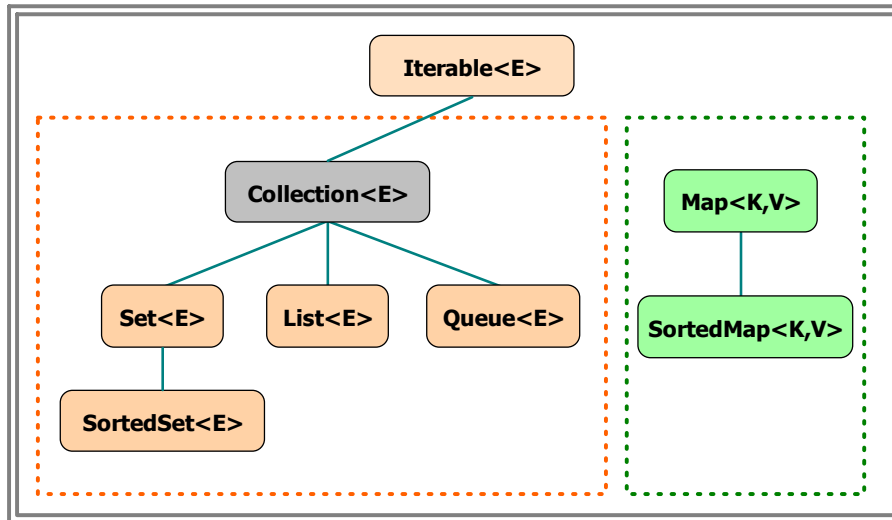 Iterable<E>
Collection<E>
Map<K,V>
Set<E>
List<E>
Queue<E>
SortedMap<K,V>
SortedSet<E>